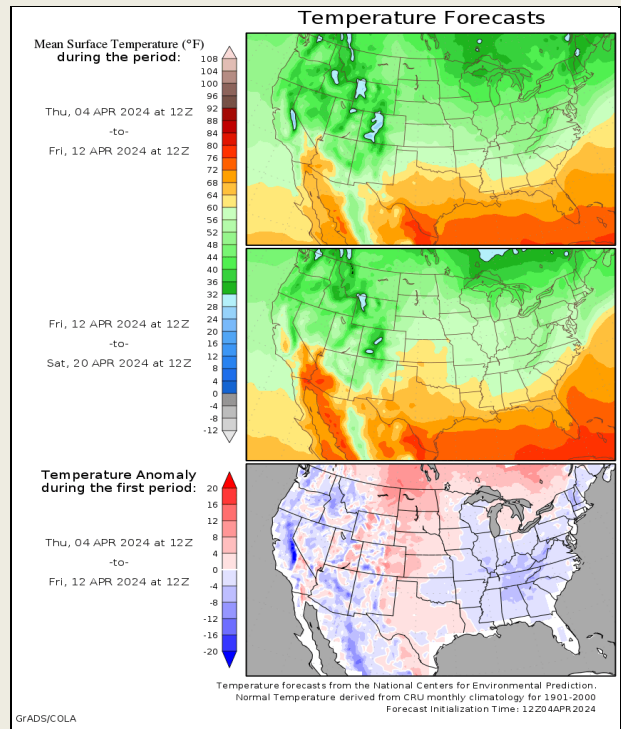 Temperature Forecasts
Mean Surface Temperature (°F)
during the period:
Thu, 04 APR 2024 at 12Z
-to-
Fri, 12 APR 2024 at 12Z
108
104
100
96
92
88
84
80
76
72
68
64
60
56
52
48
44
40
36
32
28
24
20
16
12
8
4
0
-4
-8
-12
Fri, 12 APR 2024 at 12Z
-to-
Sat, 20 APR 2024 at 12Z
Temperature Anomaly
during the first period:
Thu, 04 APR 2024 at 12Z
-to-
Fri, 12 APR 2024 at 12Z
20
16
12
8
4
0
-4
-8
-12
-16
-20
Temperature forecasts from the National Centers for Environmental Prediction.
Normal Temperature derived from CRU monthly climatology for 1901-2000
Forecast Initialization Time: 12Z04APR2024
GrADS/COLA